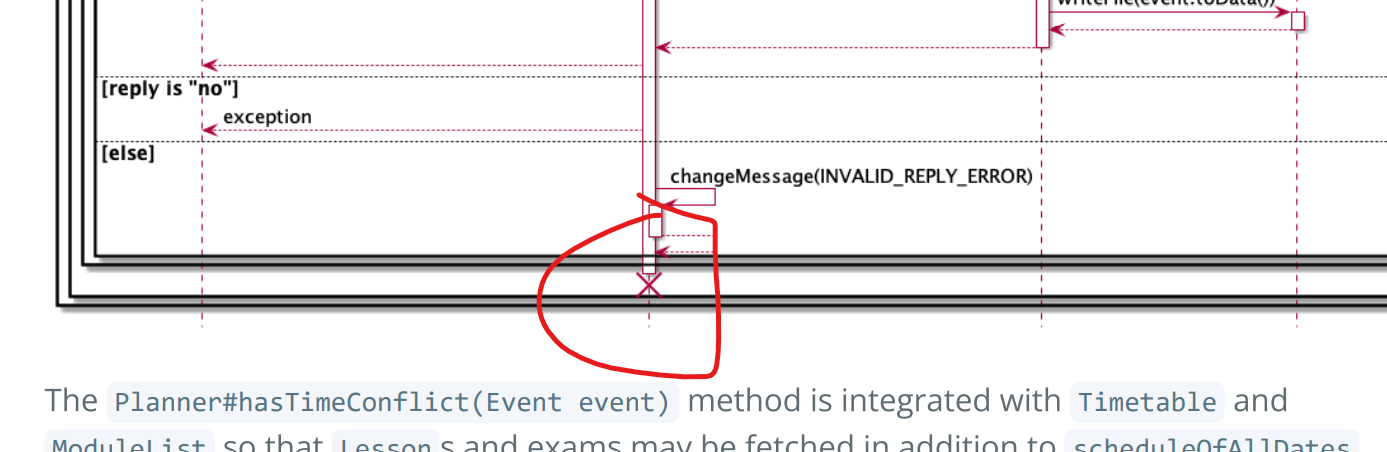 writeFile(event.toData())
[reply is "no"]
exception
[else]
changeMessage(INVALID_REPLY_ERROR)
The Planner#hasTimeConflict(Event event) method is integrated with Timetable and
ModuleList so that Lessons and exams may be fetched in addition to scheduleOfAllDates